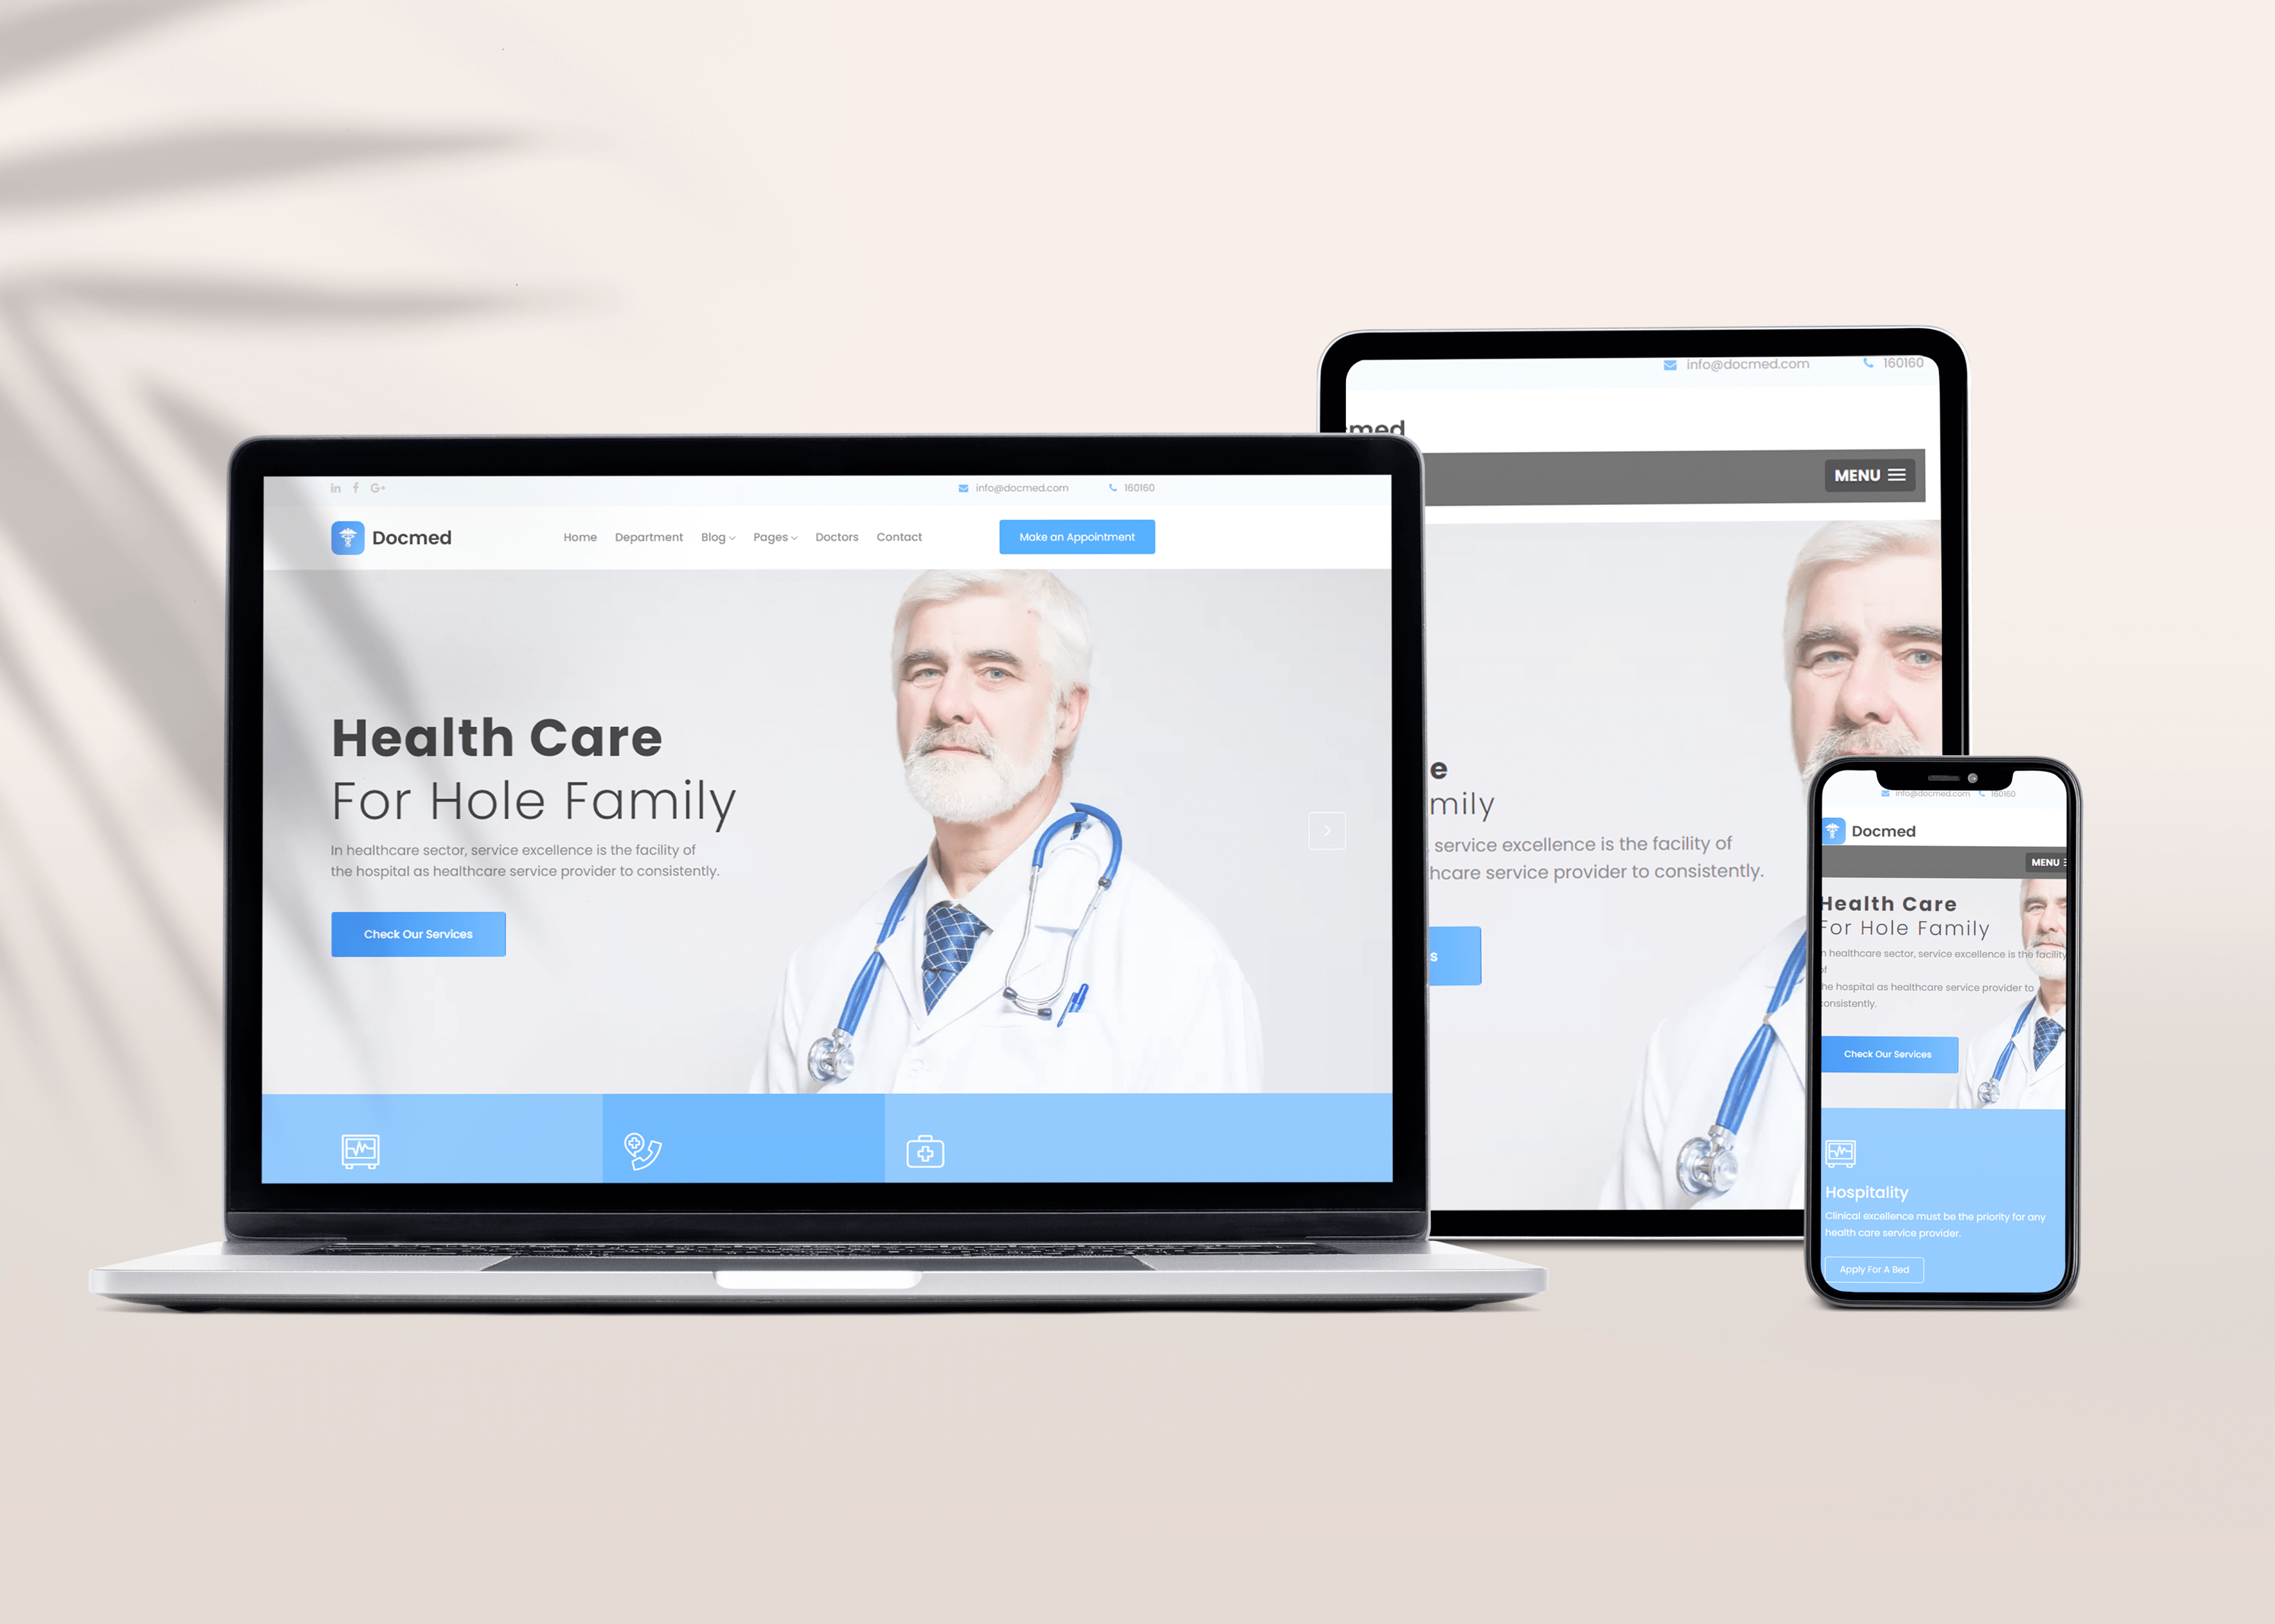 info@docmed.com 160160
Docmed
Home Department Blog Pages Doctors Contact
Make an Appointment
Health Care
For Hole Family
In healthcare sector, service excellence is the facility of
the hospital as healthcare service provider to consistently.
Check Our Services
info@docmed.com 160160
cmed
MENU
e
mily
service excellence is the facility of
hcare service provider to consistently.
s
info@docmed.com 160160
Docmed
MENU
Health Care
For Hole Family
In healthcare sector, service excellence is the facility
of
the hospital as healthcare service provider to
consistently.
Check Our Services
Hospitality
Clinical excellence must be the priority for any
health care service provider.
Apply For A Bed